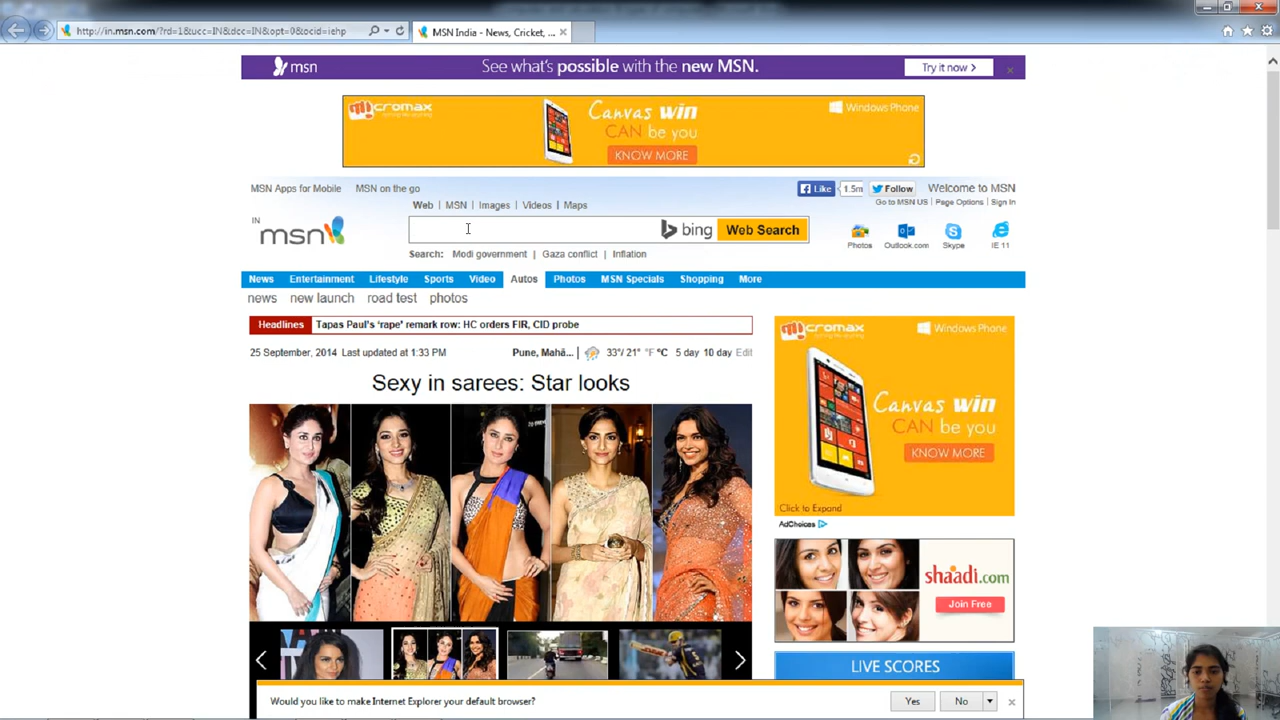 http://in.msn.com/?rd=1&ucc=IN&dcc=IN&opt=0&ocid=iehp
MSN India - News, Cricket, ...
msn
See what's possible with the new MSN.
Try it now >
MICROMAX
Canvas win
CAN be you
KNOW MORE
Windows Phone
MSN Apps for Mobile MSN on the go
Like 1.5m Follow Welcome to MSN
Go to MSN US | Page Options | Sign In
Web | MSN | Images | Videos | Maps
IN
msn
bing Web Search
Photos Outlook.com Skype IE 11
Search: Modi government | Gaza conflict | Inflation
News Entertainment Lifestyle Sports Video Autos Photos MSN Specials Shopping More
news new launch road test photos
Headlines Tapas Paul's 'rape' remark row: HC orders FIR, CID probe
25 September, 2014 Last updated at 1:33 PM
Pune, Mahā... | 33°/ 21° °F °C 5 day 10 day Edit
Sexy in sarees: Star looks
MICROMAX
Windows Phone
Canvas win
CAN be you
KNOW MORE
Click to Expand
AdChoices
shaadi.com
Join Free
LIVE SCORES
Would you like to make Internet Explorer your default browser?
Yes No